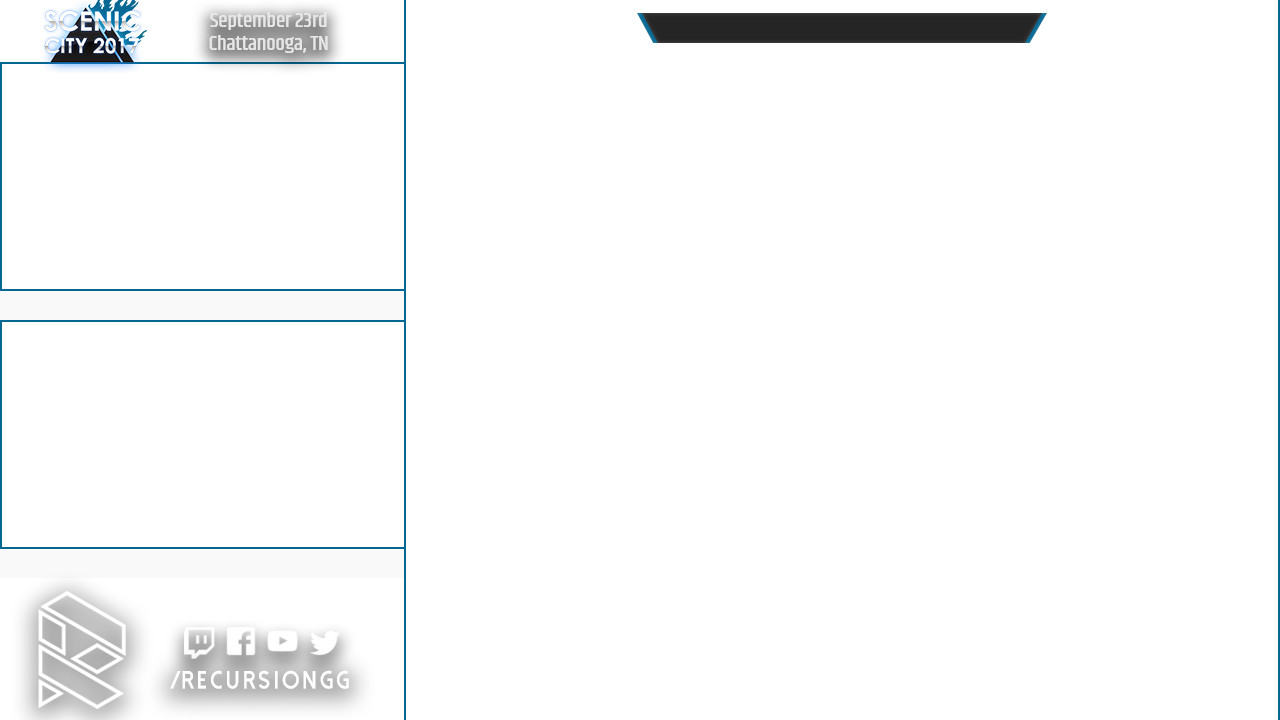 SCENIC
CITY 2017
September 23rd
Chattanooga, TN
/RECURSIONGG